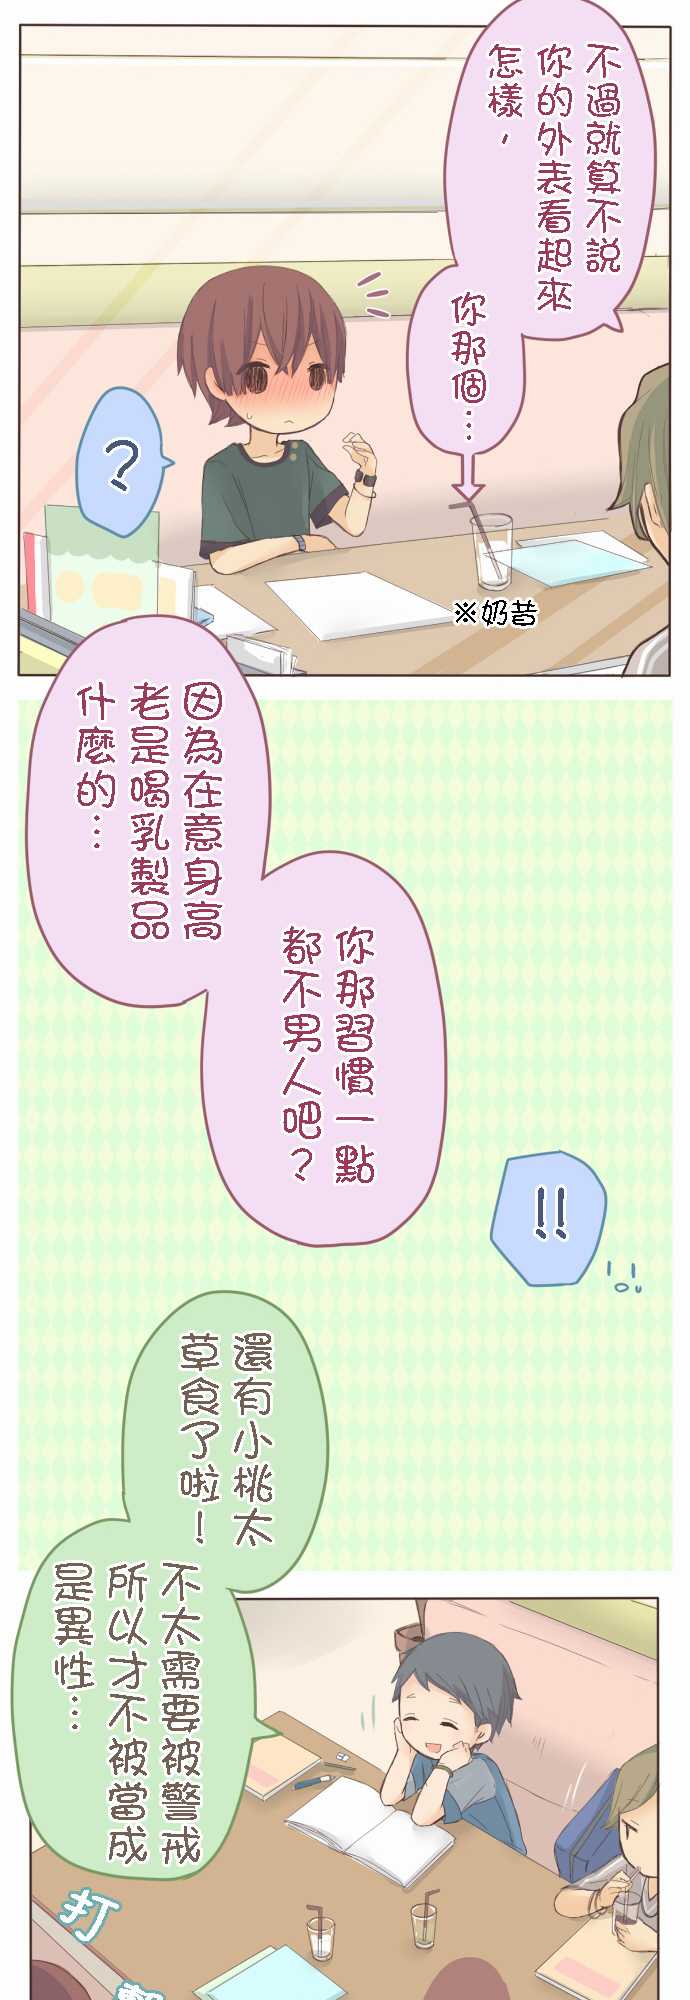 不過就算不說
你的外表看起來
怎樣，
你那個…
？
※奶昔
因為在意身高
老是喝乳製品
什麼的…
你那習慣一點
都不男人吧？
!!
還有小桃太
草食了啦！
不太需要被警戒
所以才不被當成
是異性…
打